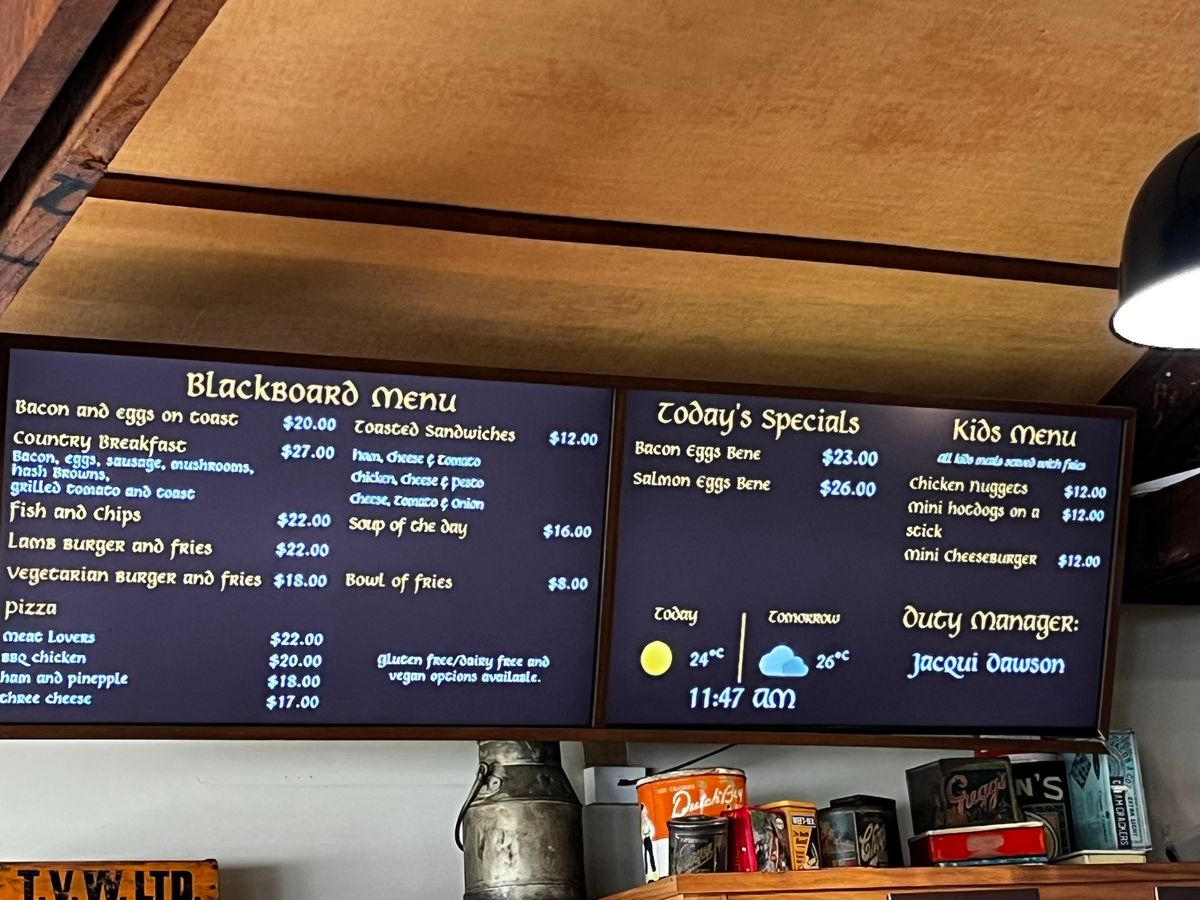 Blackboard Menu
Bacon and eggs on toast $20.00
Country Breakfast $27.00
Bacon, eggs, sausage, mushrooms,
hash Browns,
grilled tomato and toast
Fish and Chips $22.00
Lamb burger and fries $22.00
Vegetarian burger and fries $18.00
pizza
meat Lovers $22.00
BBQ chicken $20.00
ham and pinepple $18.00
three cheese $17.00
Toasted Sandwiches $12.00
ham, cheese & tomato
chicken, cheese & pesto
cheese, tomato & onion
Soup of the day $16.00
Bowl of fries $8.00
gluten free/dairy free and
vegan options available.
Today's Specials
Bacon Eggs Bene $23.00
Salmon Eggs Bene $26.00
Kids Menu
all kids meals served with fries
Chicken Nuggets $12.00
mini hotdogs on a $12.00
stick
mini Cheeseburger $12.00
Today
24°C
Tomorrow
26°C
11:47 AM
Duty Manager:
Jacqui Dawson
Dutch Boy
T.V.W. LTD.